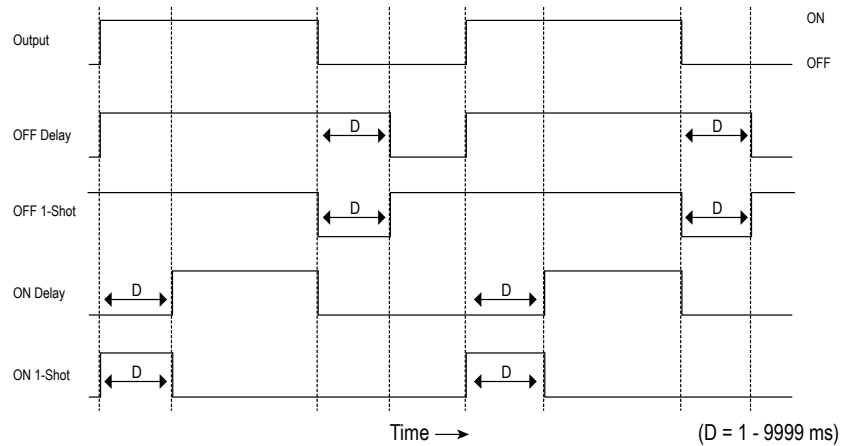 ON
Output
OFF
OFF Delay
D
D
OFF 1-Shot
D
D
ON Delay
D
D
ON 1-Shot
D
D
Time
(D = 1 - 9999 ms)